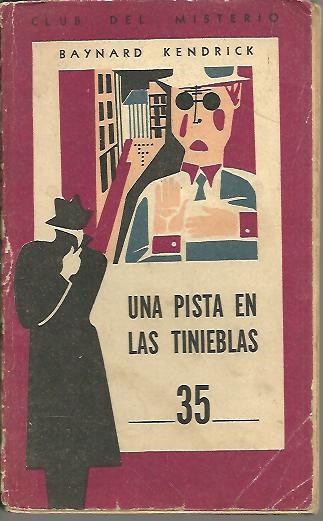 CLUB DEL MISTERIO
BAYNARD KENDRICK
UNA PISTA EN
LAS TINIEBLAS
35